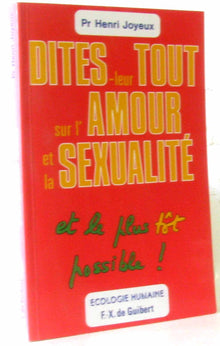 Pr Henri Joyeux
DITES-leur TOUT
sur l'AMOUR
et la SEXUALITÉ
et le plus tôt
possible !
ECOLOGIE HUMAINE
F.-X. de Guibert